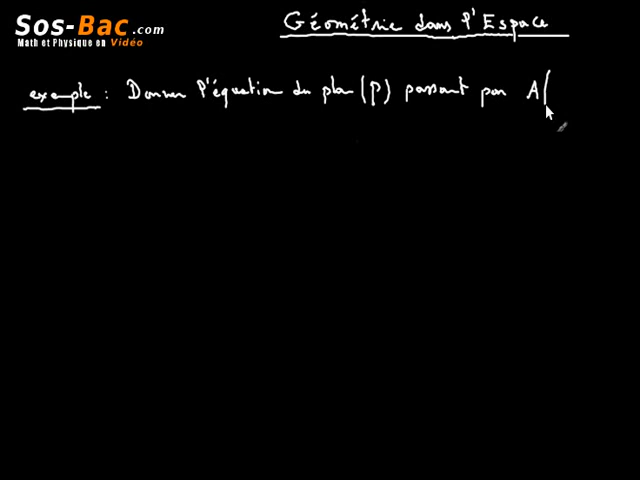 Sos-Bac.com
Math et Physique en Vidéo
Géométrie dans l'Espace
exemple : Donner l'équation du plan (P) passant par A(